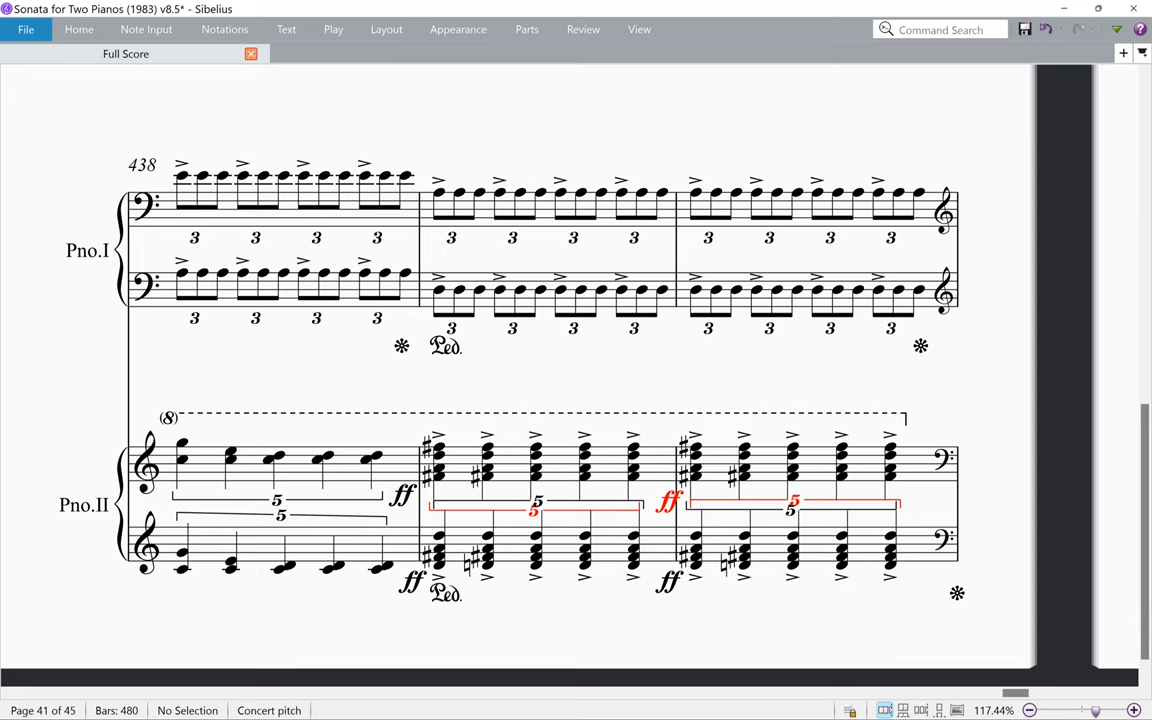 Sonata for Two Pianos (1983) v8.5* - Sibelius
File Home Note Input Notations Text Play Layout Appearance Parts Review View Command Search
Full Score
438
Pno.I
3 3 3 3 3 3 3 3 3 3 3 3
3 3 3 3 3 3 3 3 3 3 3 3
Ped.
(8)
Pno.II
5 ff 5 5 ff 5 5
5
ff ff
Ped.
Page 41 of 45 Bars: 480 No Selection Concert pitch 117.44%